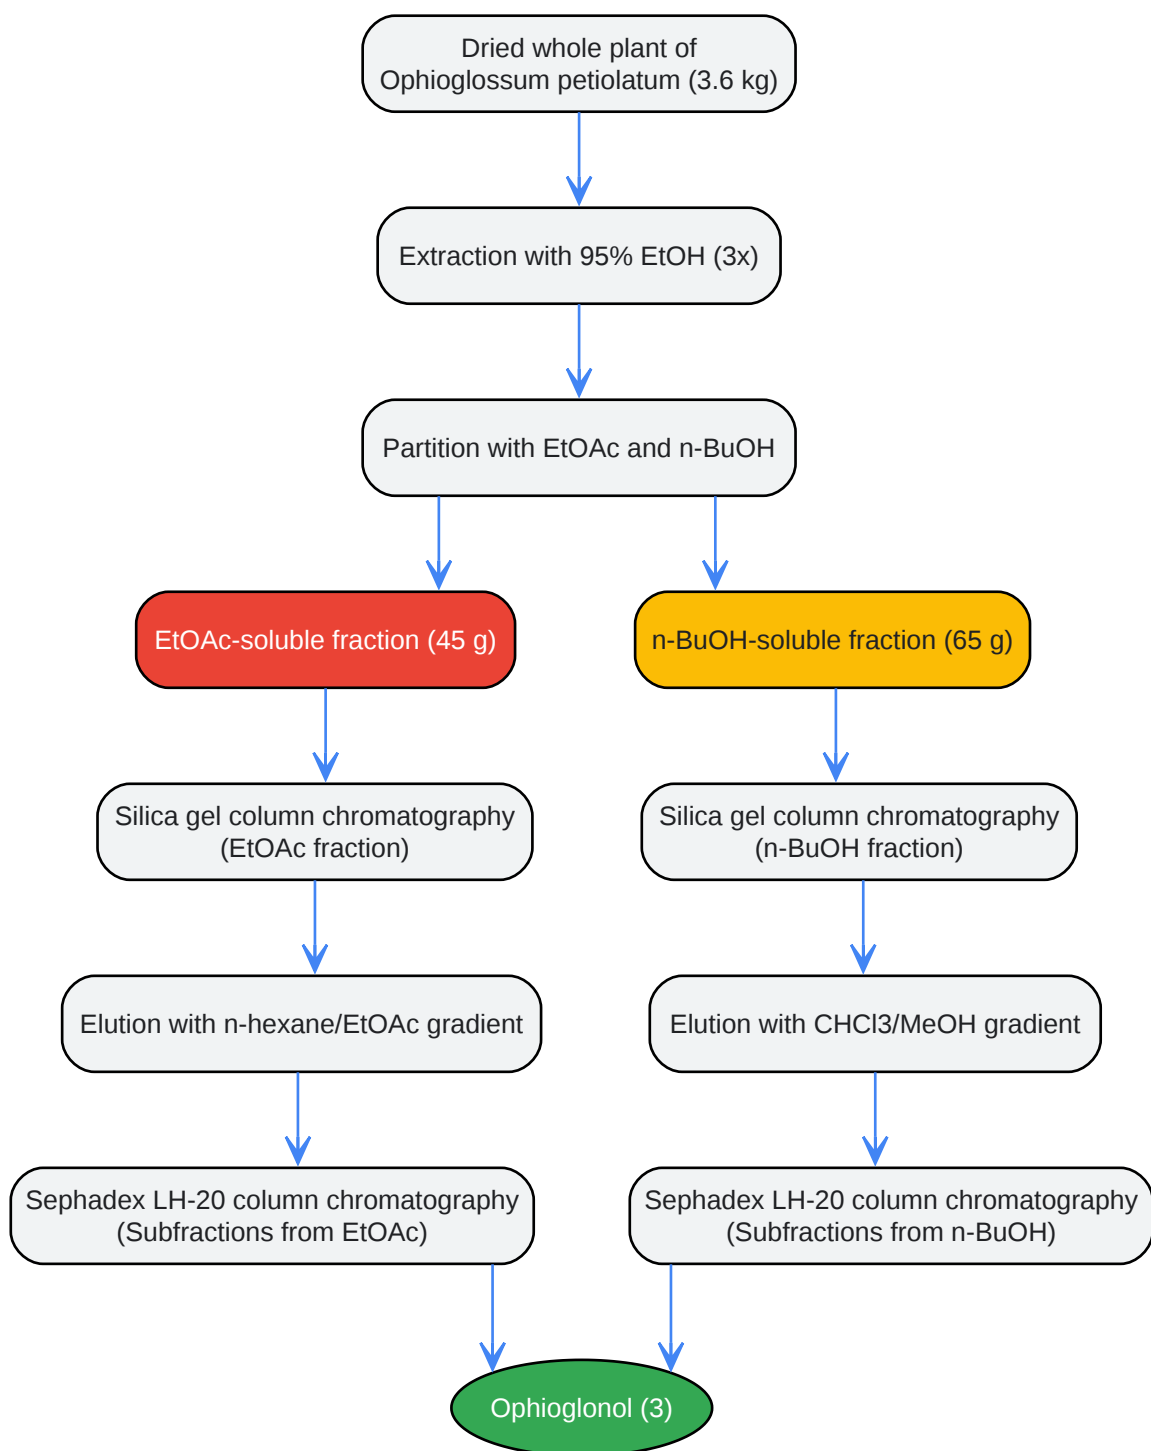 Dried whole plant of
Ophioglossum petiolatum (3.6 kg)
Extraction with 95% EtOH (3x)
Partition with EtOAc and n-BuOH
EtOAc-soluble fraction (45 g)
n-BuOH-soluble fraction (65 g)
Silica gel column chromatography
(EtOAc fraction)
Silica gel column chromatography
(n-BuOH fraction)
Elution with n-hexane/EtOAc gradient
Elution with CHCl3/MeOH gradient
Sephadex LH-20 column chromatography
(Subfractions from EtOAc)
Sephadex LH-20 column chromatography
(Subfractions from n-BuOH)
Ophioglonol (3)